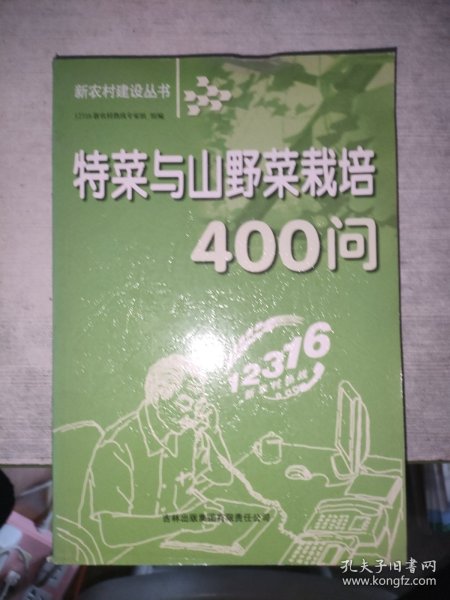 新农村建设丛书
12316新农村热线专家组 组编
特菜与山野菜栽培
400问
12316
新农村热线
吉林出版集团有限责任公司
孔夫子旧书网
www.kongfz.com